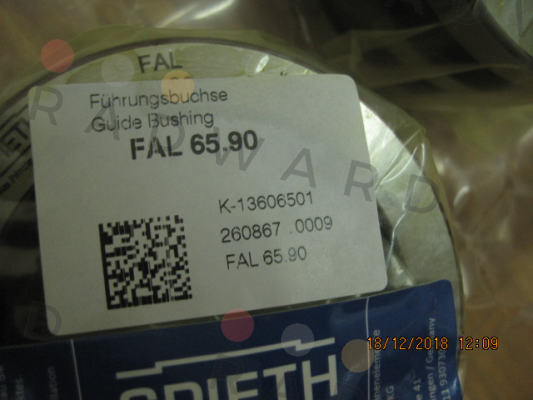 FAL
Führungsbuchse
Guide Bushing
FAL 65.90
K-13606501
260867 .0009
FAL 65.90
RADWARD
SPIETH
18/12/2018 12:09